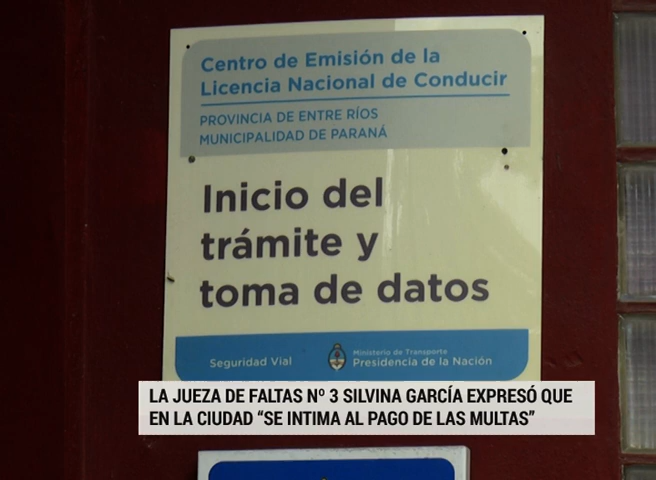 Centro de Emisión de la
Licencia Nacional de Conducir
PROVINCIA DE ENTRE RÍOS
MUNICIPALIDAD DE PARANÁ
Inicio del
trámite y
toma de datos
Seguridad Vial
Ministerio de Transporte
Presidencia de la Nación
LA JUEZA DE FALTAS Nº 3 SILVINA GARCÍA EXPRESÓ QUE
EN LA CIUDAD “SE INTIMA AL PAGO DE LAS MULTAS”